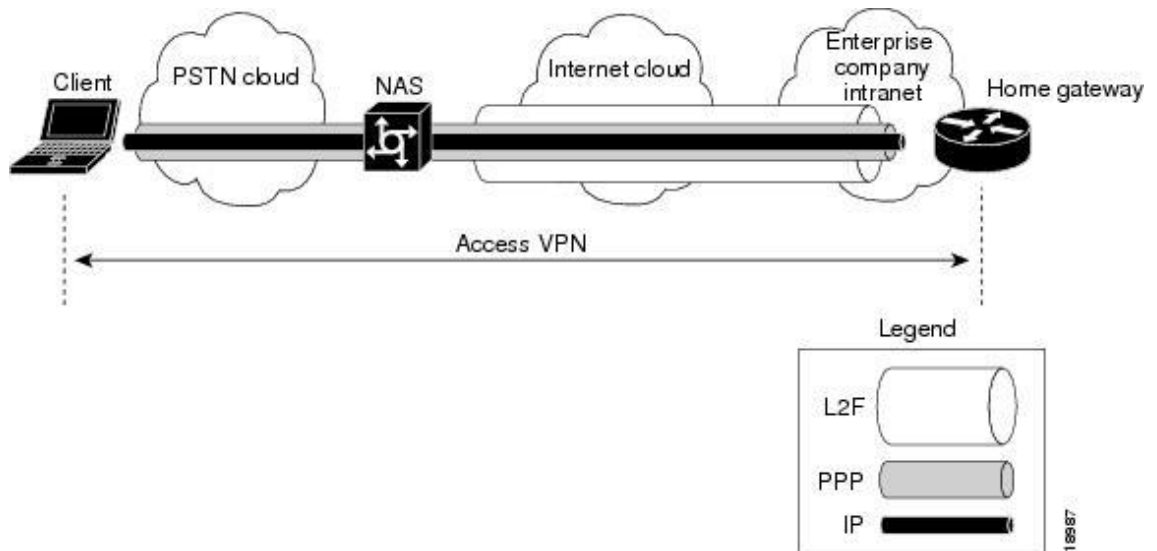 Client
PSTN cloud
NAS
Internet cloud
Enterprise
company
intranet
Home gateway
Access VPN
Legend
L2F
PPP
IP
18987